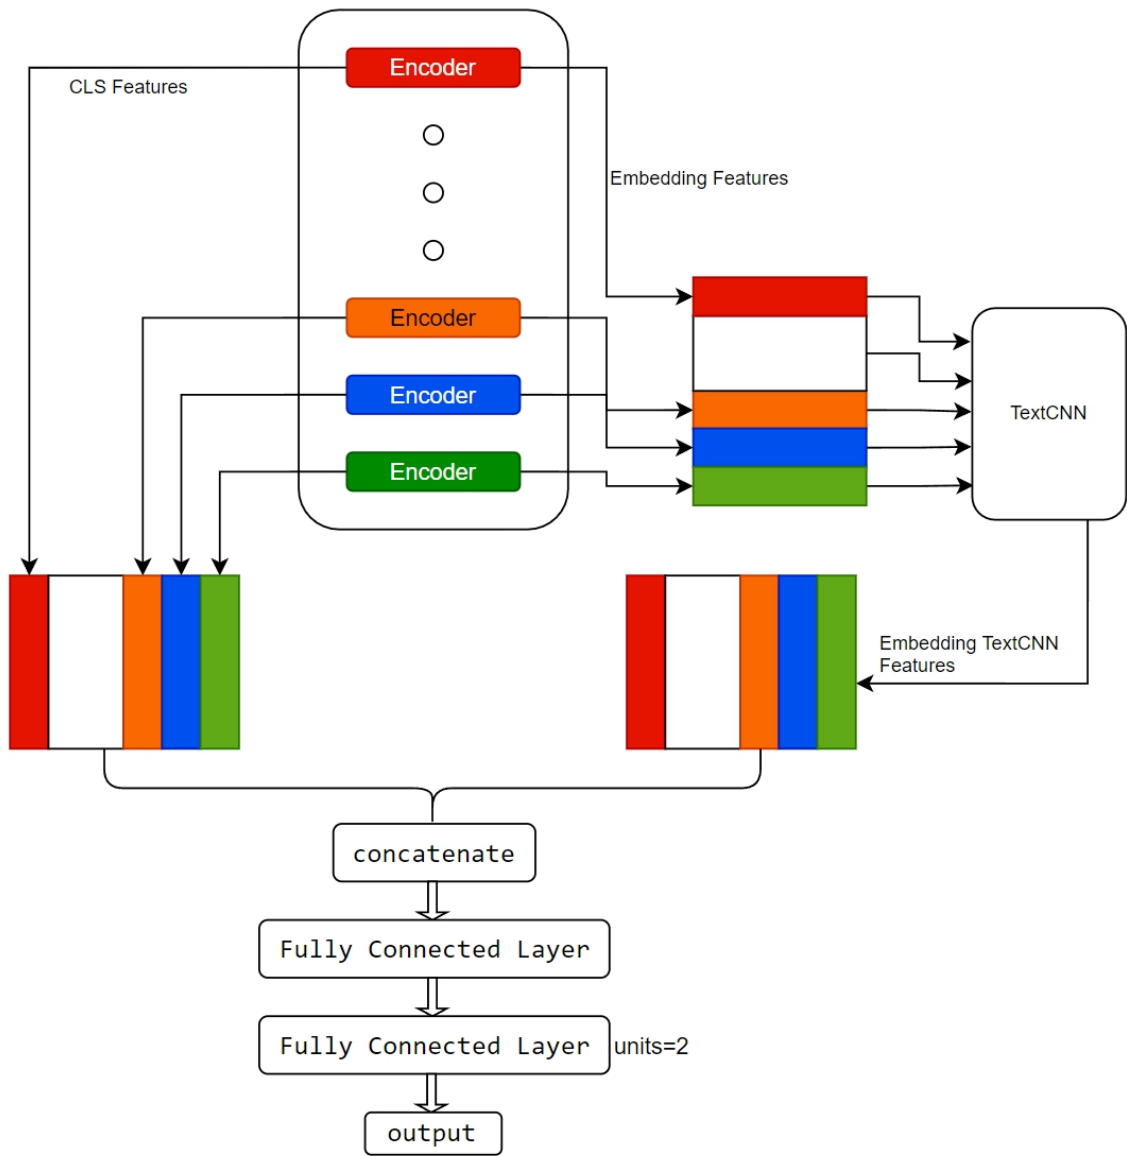 Encoder
CLS Features
Embedding Features
Encoder
Encoder
Encoder
TextCNN
Embedding TextCNN
Features
concatenate
Fully Connected Layer
Fully Connected Layer units=2
output